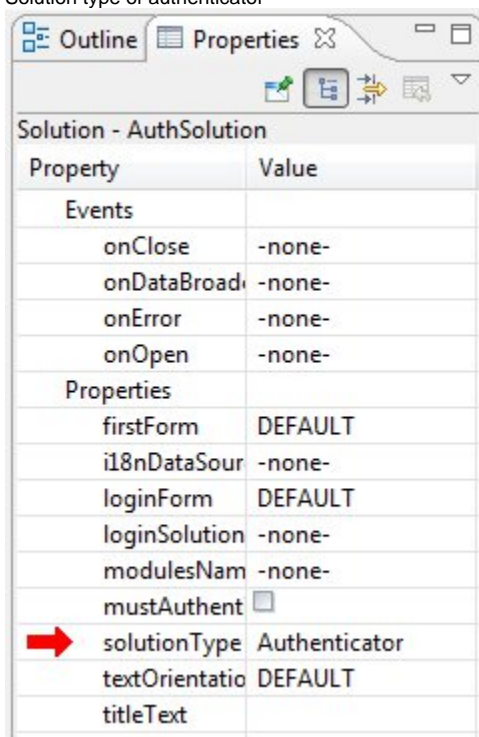 Solution type of authenticator
Outline Properties
Solution - AuthSolution
Property Value
Events
onClose -none-
onDataBroad -none-
onError -none-
onOpen -none-
Properties
firstForm DEFAULT
i18nDataSour -none-
loginForm DEFAULT
loginSolution -none-
modulesNam -none-
mustAuthent
solutionType Authenticator
textOrientatio DEFAULT
titleText